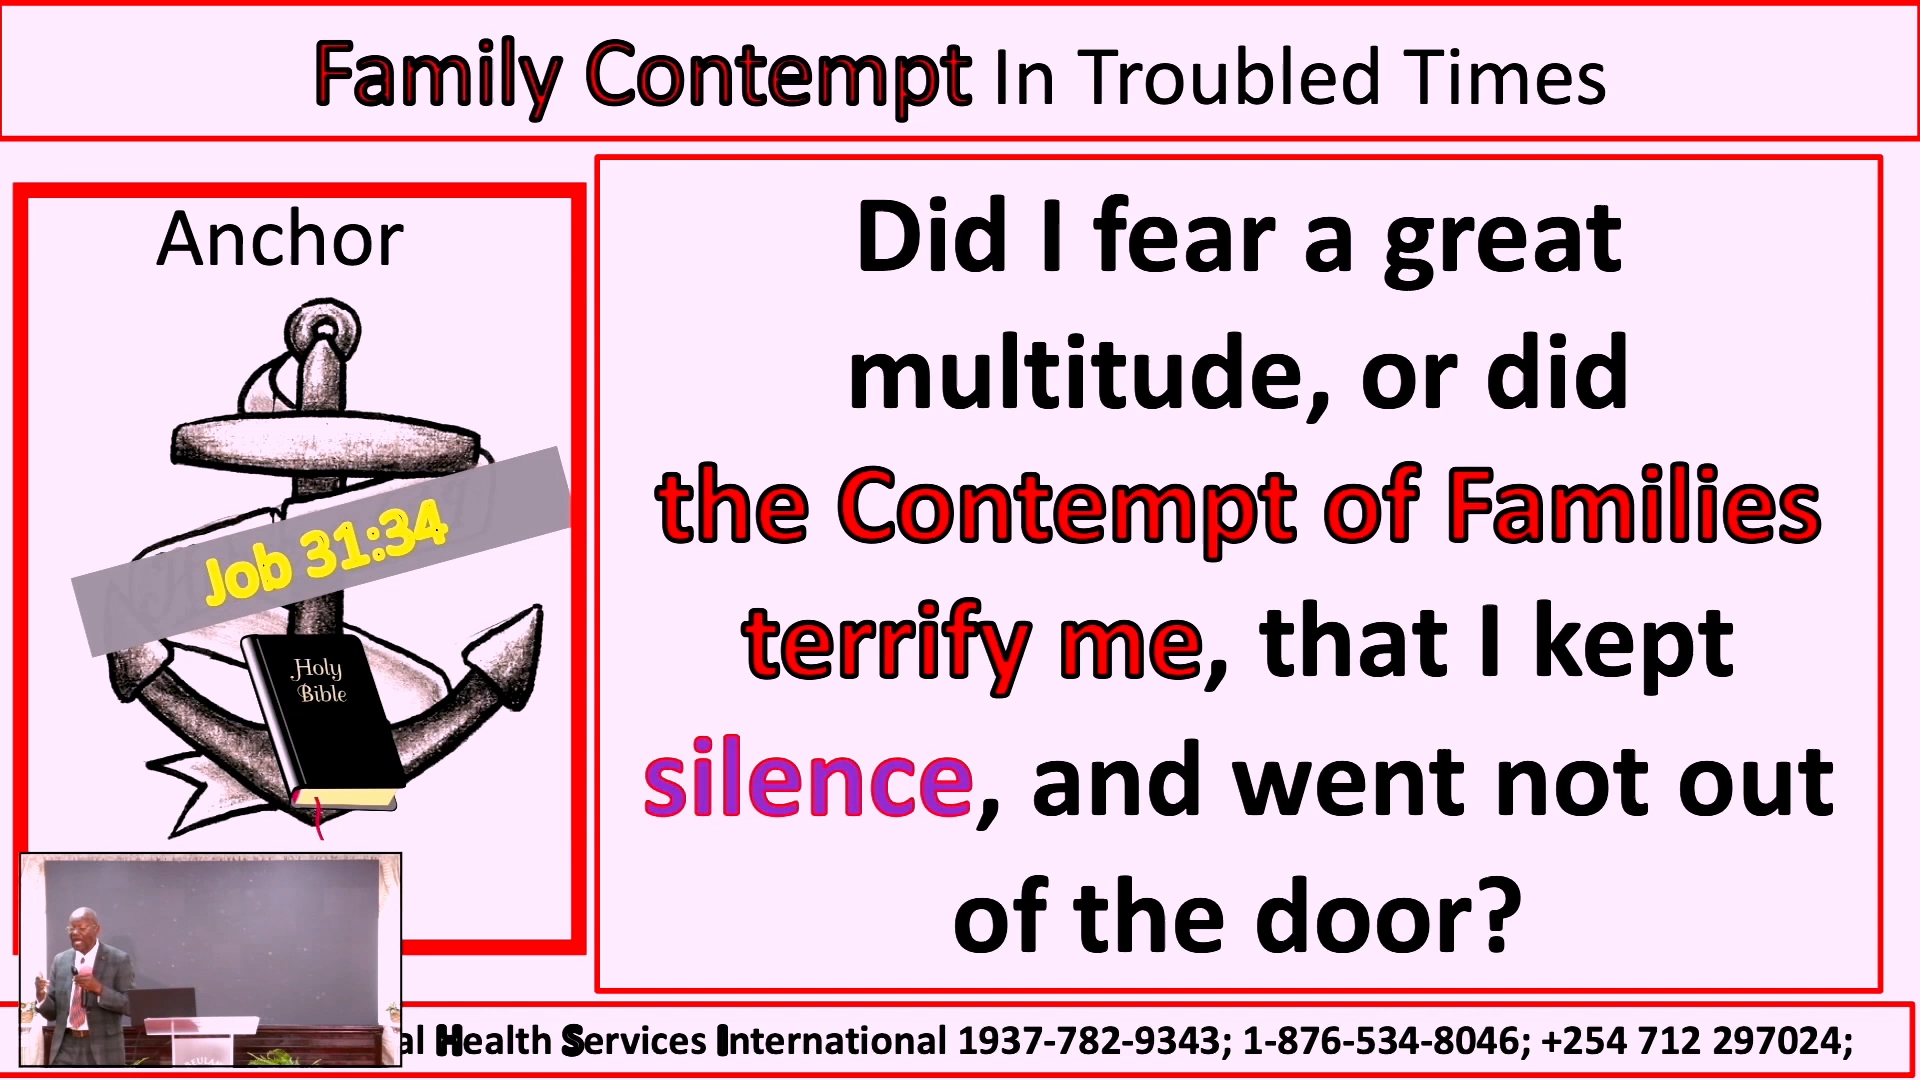 Family Contempt In Troubled Times
Anchor
Job 31:34
Holy
Bible
Did I fear a great
multitude, or did
the Contempt of Families
terrify me, that I kept
silence, and went not out
of the door?
al Health Services International 1937-782-9343; 1-876-534-8046; +254 712 297024;